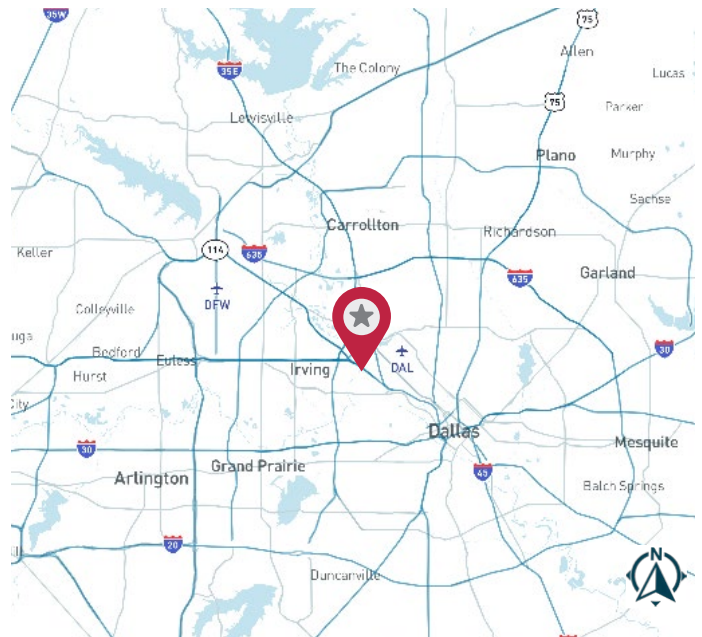 35W
75
Allen
The Colony
35E
Lucas
75
Parker
Lewisville
Plano
Murphy
Sachse
Carrollton
Richardson
Keller
114
635
635
Garland
DFW
Colleyville
uga
Bedford
Euless
Irving
DAL
30
Hurst
City
Dallas
30
Mesquite
Arlington
Grand Prairie
45
Balch Springs
20
Duncanville
N